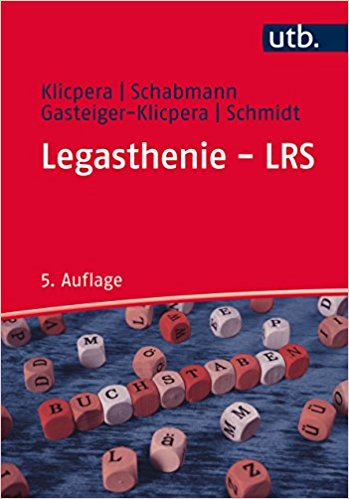 utb.
Klicpera | Schabmann
Gasteiger-Klicpera | Schmidt
Legasthenie – LRS
5. Auflage
BUCHSTABEN
M
ö
D
D
D
L
ä
M
M
Ü
Ü